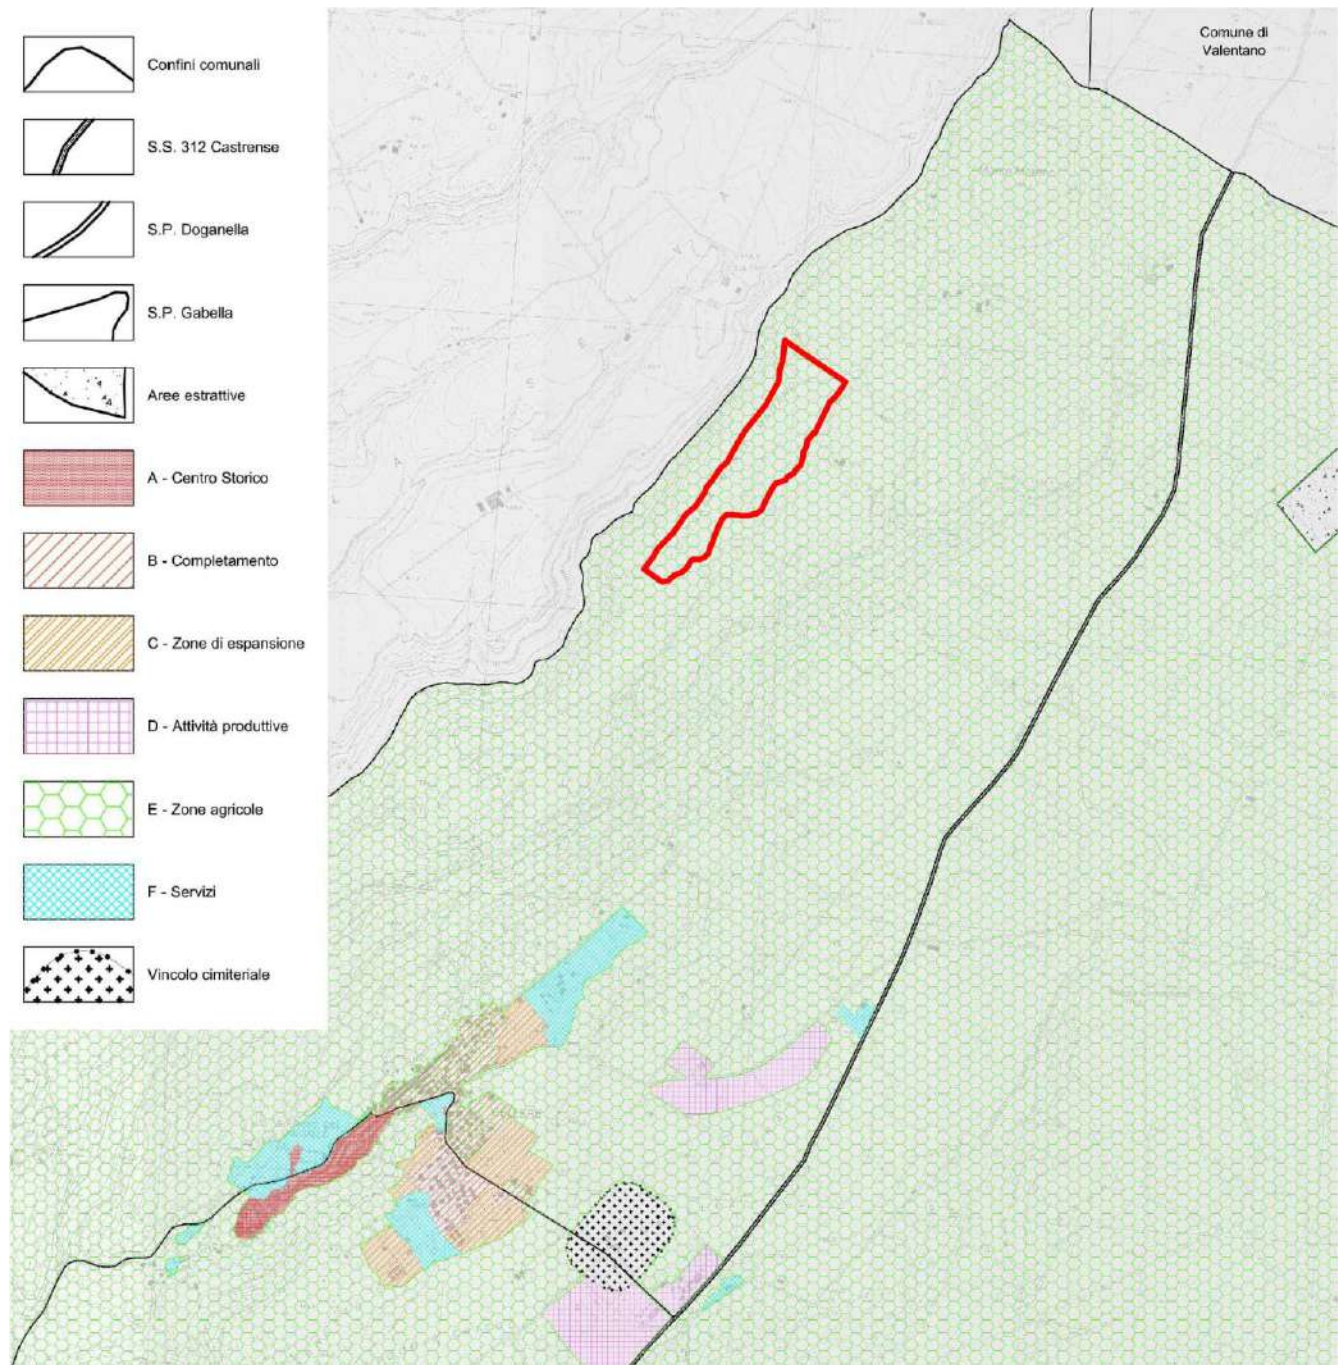 Comune di
Valentano
Confini comunali
S.S. 312 Castrense
S.P. Doganella
S.P. Gabella
Aree estrattive
A - Centro Storico
B - Completamento
C - Zone di espansione
D - Attività produttive
E - Zone agricole
F - Servizi
Vincolo cimiteriale